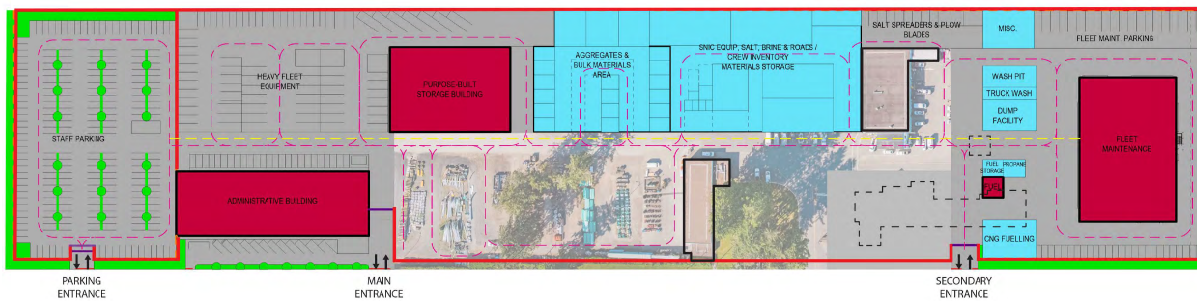 SALT SPREADERS & PLOW
BLADES
MISC.
FLEET MAINT. PARKING
HEAVY FLEET
EQUIPMENT
PURPOSE-BUILT
STORAGE BUILDING
AGGREGATES &
BULK MATERIALS
AREA
SNIC EQUIP, SALT, BRINE & ROADS /
CREW INVENTORY
MATERIALS STORAGE
WASH PIT
TRUCK WASH
DUMP
FACILITY
STAFF PARKING
FLEET
MAINTENANCE
FUEL
STORAGE
PROPANE
FUEL
ADMINISTRATIVE BUILDING
CNG FUELLING
PARKING
ENTRANCE
MAIN
ENTRANCE
SECONDARY
ENTRANCE